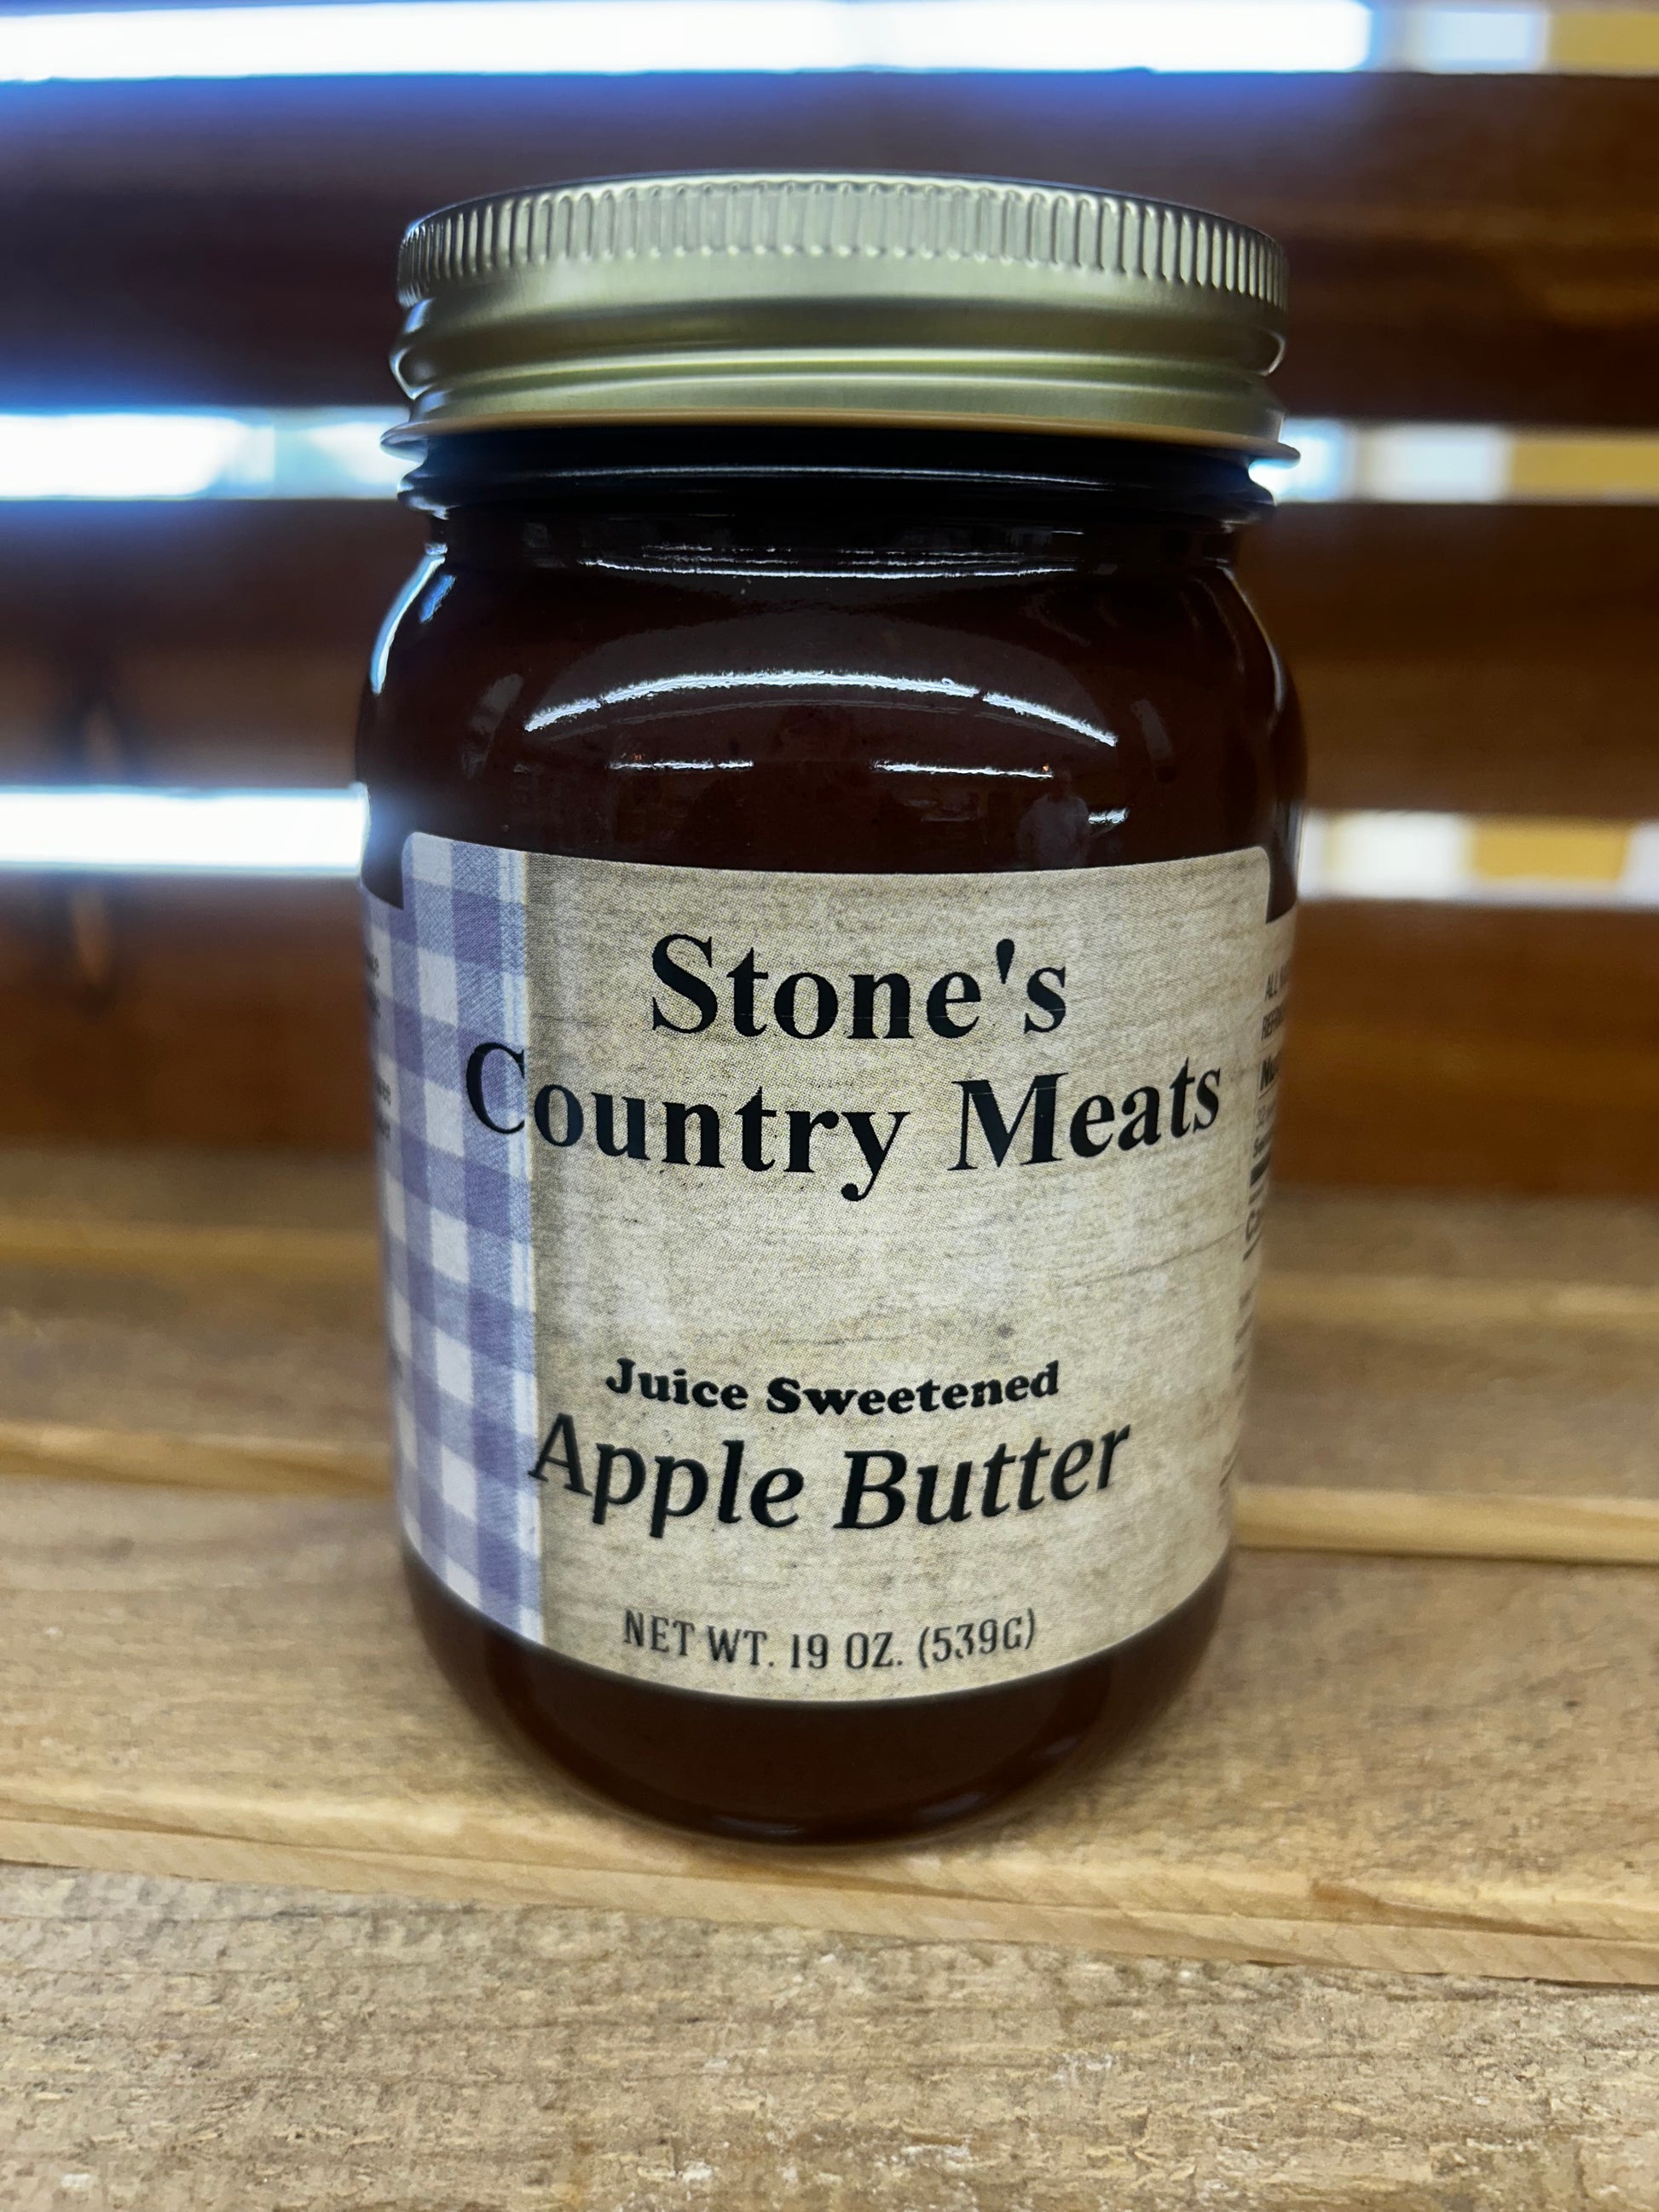 Stone's
Country Meats
Juice Sweetened
Apple Butter
NET WT. 19 OZ. (539G)